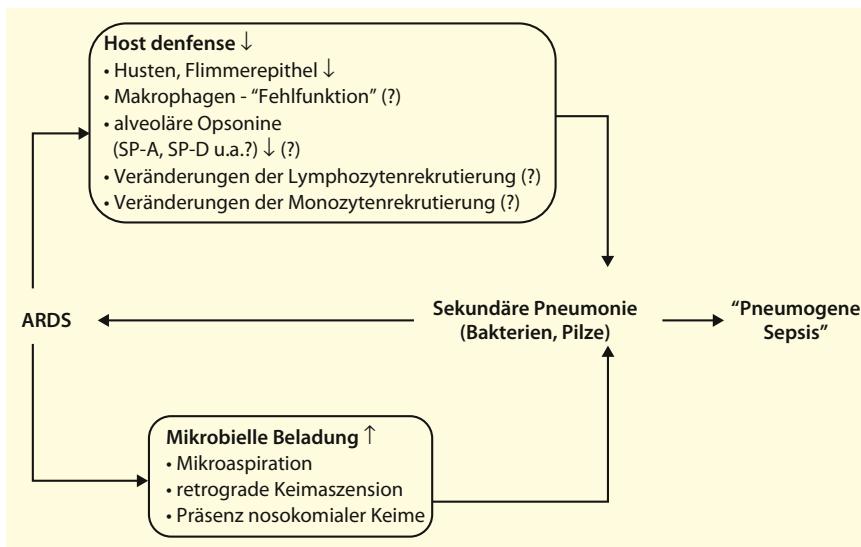 Host denfense ↓
• Husten, Flimmerepithel ↓
• Makrophagen - “Fehlfunktion” (?)
• alveoläre Opsonine
(SP-A, SP-D u.a.?) ↓ (?)
• Veränderungen der Lymphozytenrekrutierung (?)
• Veränderungen der Monozytenrekrutierung (?)
ARDS
Sekundäre Pneumonie
(Bakterien, Pilze)
“Pneumogene
Sepsis”
Mikrobielle Beladung ↑
• Mikroaspiration
• retrograde Keimaszension
• Präsenz nosokomialer Keime